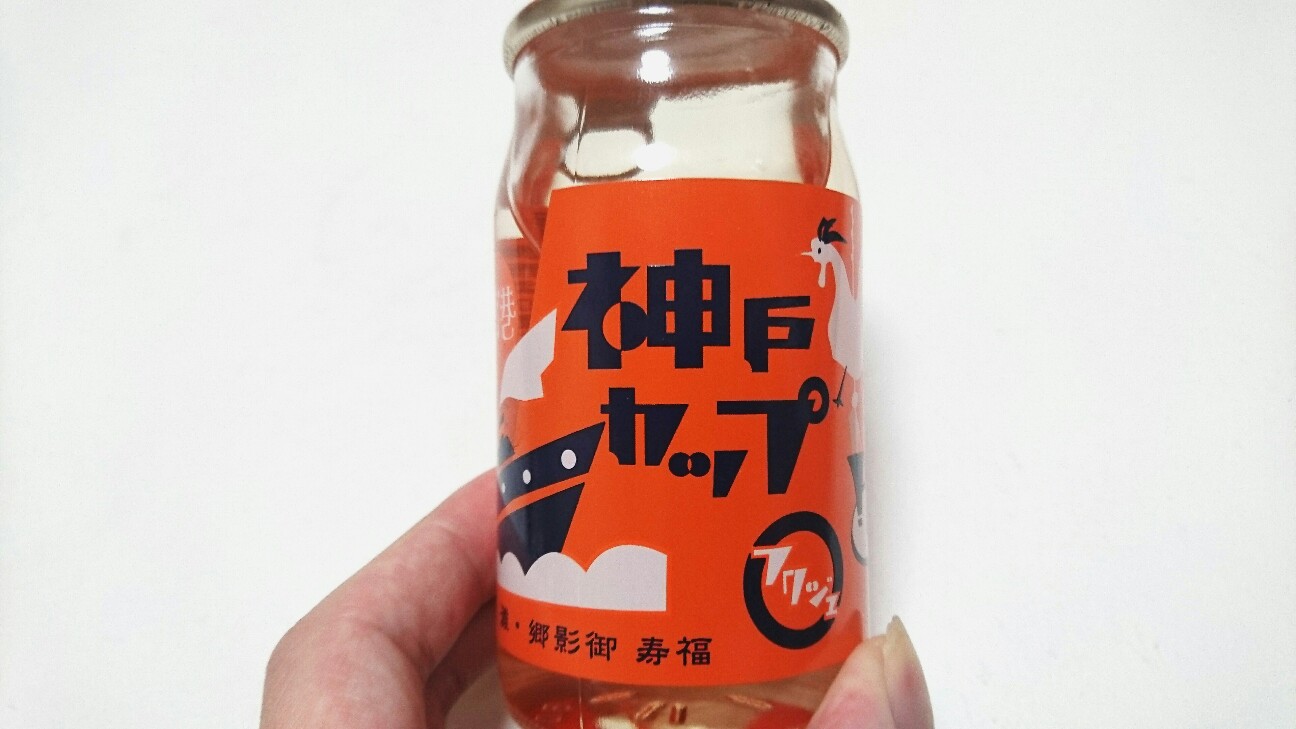 神戸
カップ
フクジュ
福寿 御影郷・灘